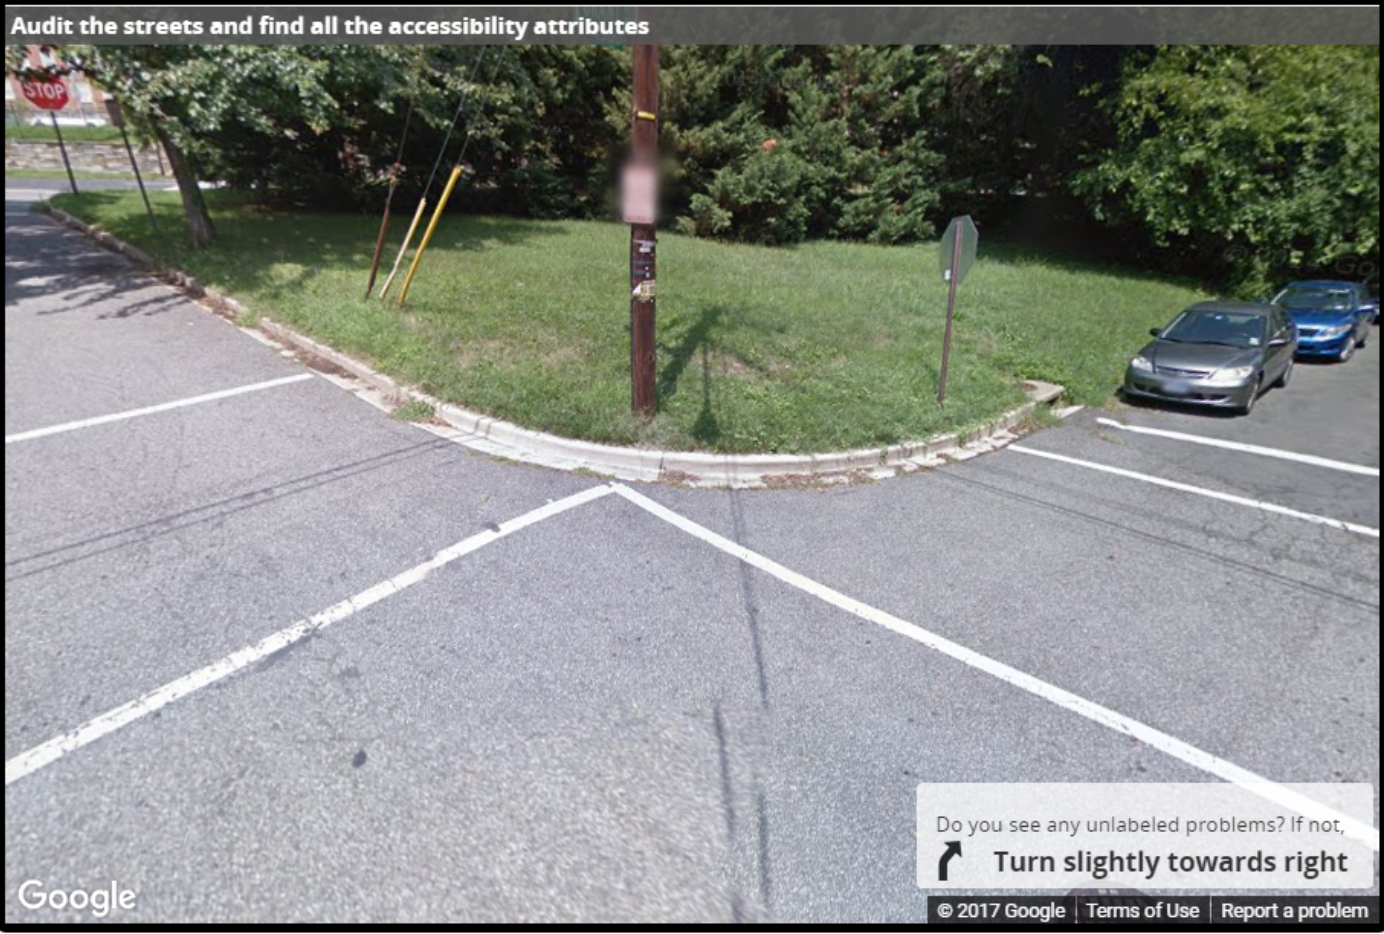 Audit the streets and find all the accessibility attributes
STOP
Do you see any unlabeled problems? If not,
Turn slightly towards right
Google
© 2017 Google
Terms of Use
Report a problem